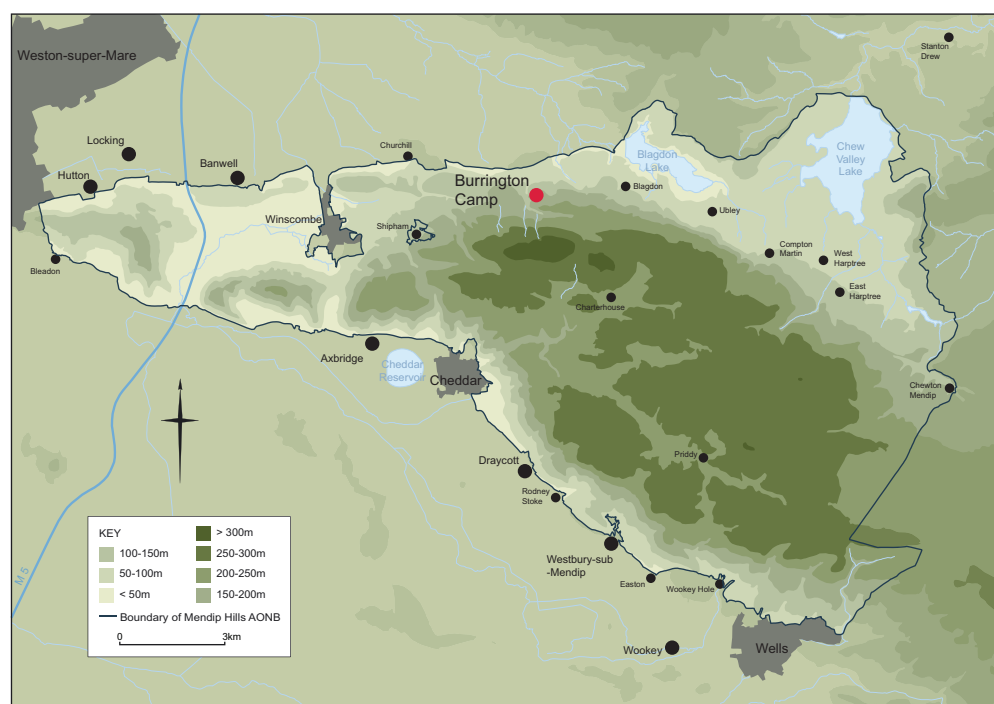 Weston-super-Mare
Stanton
Drew
Locking
Churchill
Chew
Valley
Lake
Blagdon
Lake
Banwell
Hutton
Burrington
Camp
Blagdon
Ubley
Winscombe
Shipham
Compton
Martin
West
Harptree
Bleadon
East
Harptree
Charterhouse
Axbridge
Cheddar
Reservoir
Cheddar
Chewton
Mendip
Priddy
Draycott
Rodney
Stoke
Westbury-sub
-Mendip
Easton
Wookey Hole
Wookey
Wells
M 5
KEY
100-150m
50-100m
< 50m
> 300m
250-300m
200-250m
150-200m
Boundary of Mendip Hills AONB
0
3km